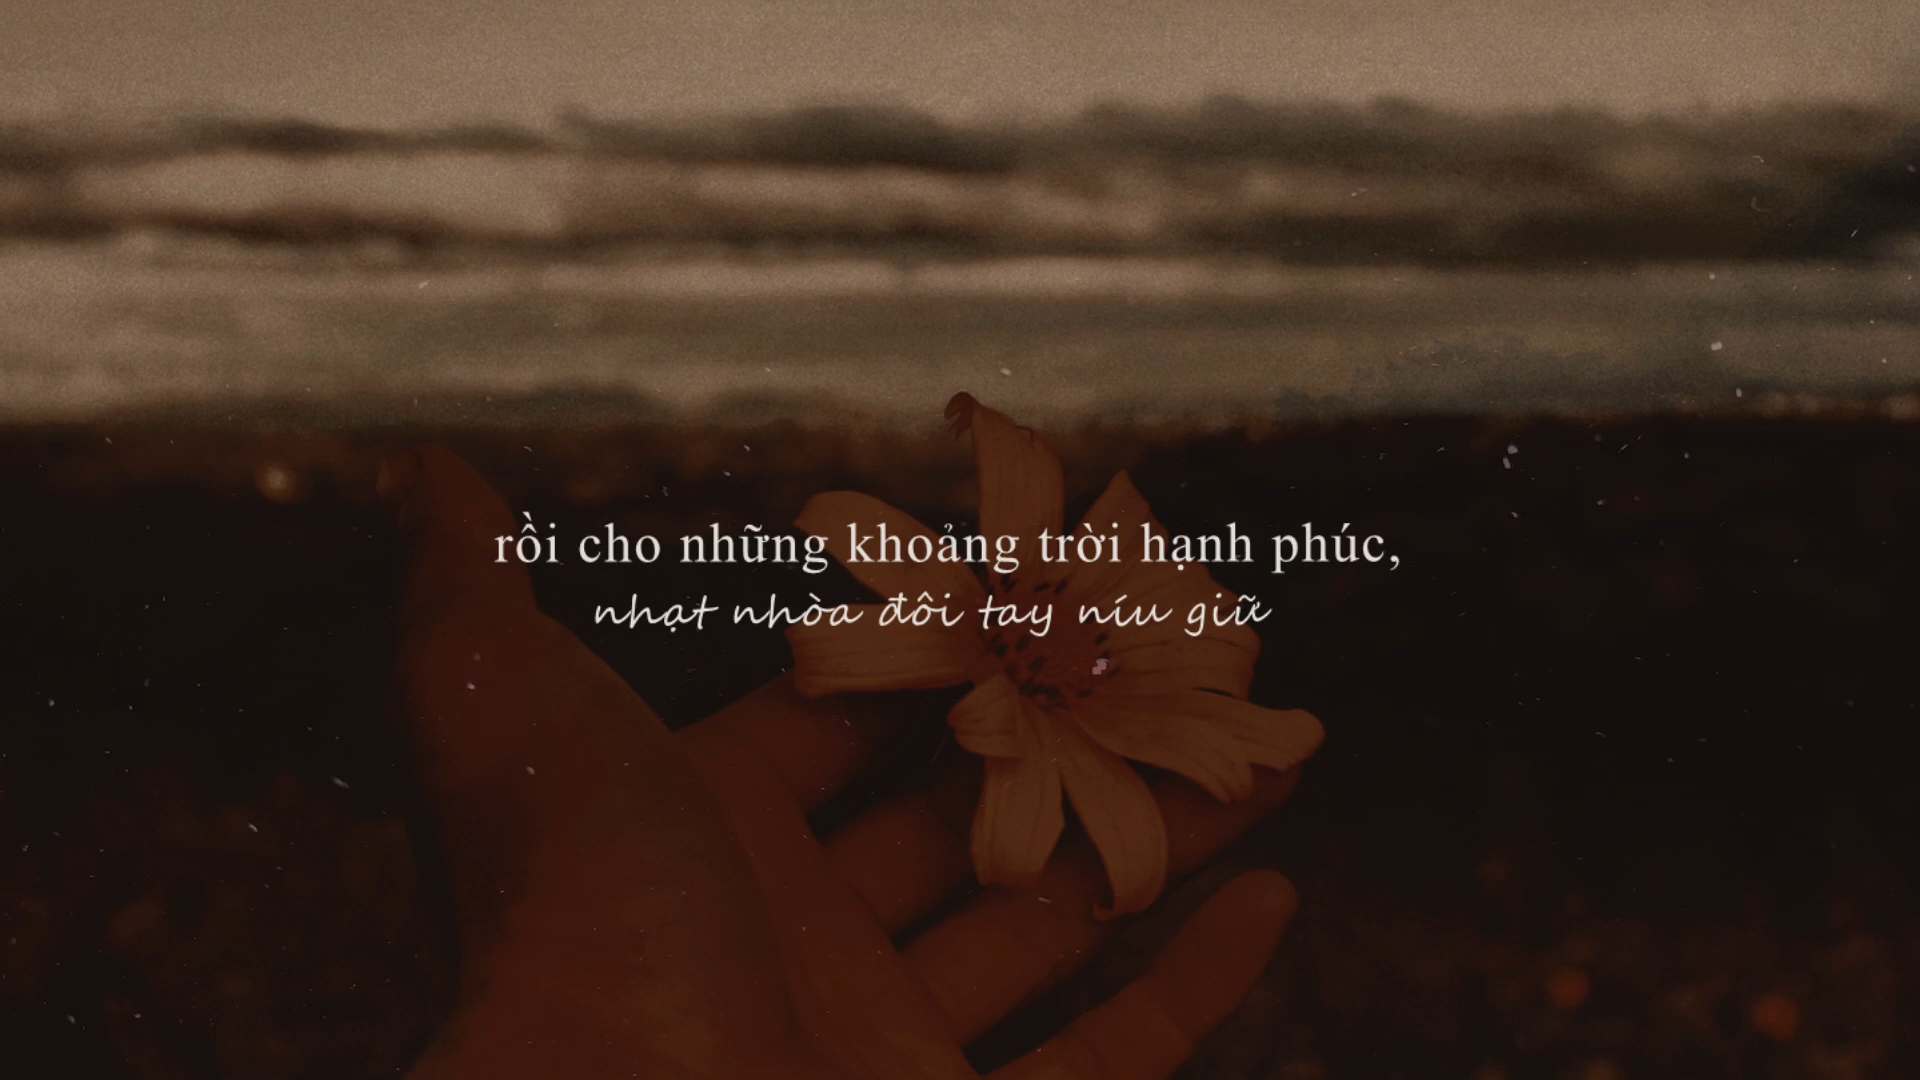 rồi cho những khoảng trời hạnh phúc,
nhạt nhòa đôi tay níu giữ